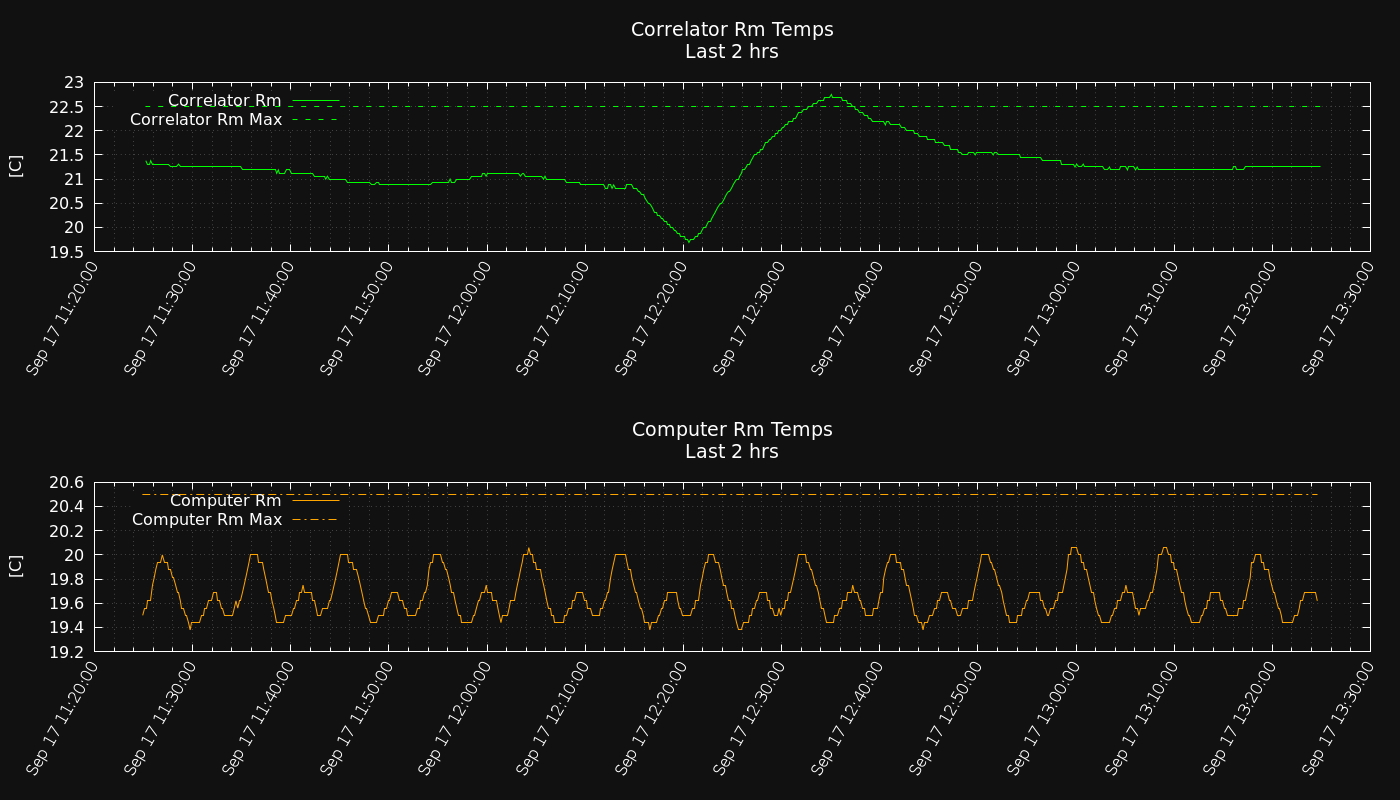 Correlator Rm Temps
Last 2 hrs
[C]
23
22.5
22
21.5
21
20.5
20
19.5
Correlator Rm
Correlator Rm Max
Sep 17 11:20:00
Sep 17 11:30:00
Sep 17 11:40:00
Sep 17 11:50:00
Sep 17 12:00:00
Sep 17 12:10:00
Sep 17 12:20:00
Sep 17 12:30:00
Sep 17 12:40:00
Sep 17 12:50:00
Sep 17 13:00:00
Sep 17 13:10:00
Sep 17 13:20:00
Sep 17 13:30:00
Computer Rm Temps
Last 2 hrs
[C]
20.6
20.4
20.2
20
19.8
19.6
19.4
19.2
Computer Rm
Computer Rm Max
Sep 17 11:20:00
Sep 17 11:30:00
Sep 17 11:40:00
Sep 17 11:50:00
Sep 17 12:00:00
Sep 17 12:10:00
Sep 17 12:20:00
Sep 17 12:30:00
Sep 17 12:40:00
Sep 17 12:50:00
Sep 17 13:00:00
Sep 17 13:10:00
Sep 17 13:20:00
Sep 17 13:30:00